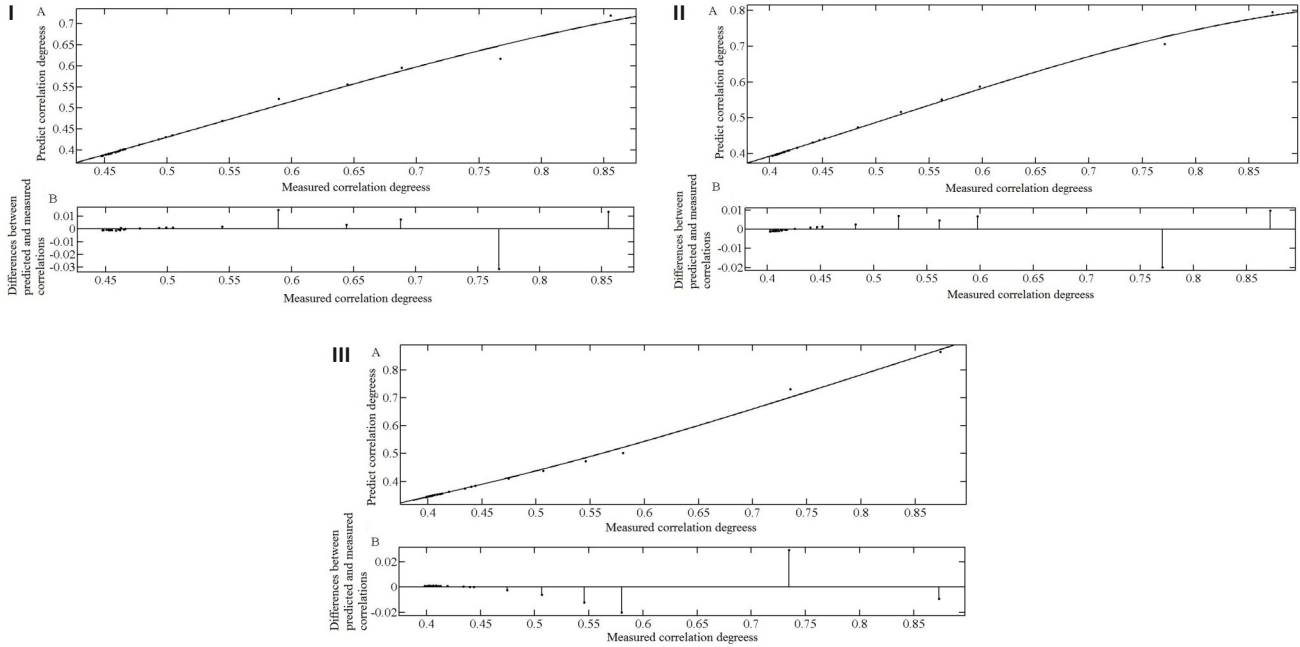 I
A
Predict correlation degreess
0.7
0.65
0.6
0.55
0.5
0.45
0.4
0.45 0.5 0.55 0.6 0.65 0.7 0.75 0.8 0.85
Measured correlation degreess
B
Differences between
predicted and measured
correlations
0.01
0
-0.01
-0.02
-0.03
0.45 0.5 0.55 0.6 0.65 0.7 0.75 0.8 0.85
Measured correlation degreess
II
A
Predict correlation degreess
0.8
0.7
0.6
0.5
0.4
0.4 0.45 0.5 0.55 0.6 0.65 0.7 0.75 0.8 0.85
Measured correlation degreess
B
Differences between
predicted and measured
correlations
0.01
0
-0.01
-0.02
0.4 0.45 0.5 0.55 0.6 0.65 0.7 0.75 0.8 0.85
Measured correlation degreess
III
A
Predict correlation degreess
0.8
0.7
0.6
0.5
0.4
0.4 0.45 0.5 0.55 0.6 0.65 0.7 0.75 0.8 0.85
Measured correlation degreess
B
Differences between
predicted and measured
correlations
0.02
0
-0.02
0.4 0.45 0.5 0.55 0.6 0.65 0.7 0.75 0.8 0.85
Measured correlation degreess